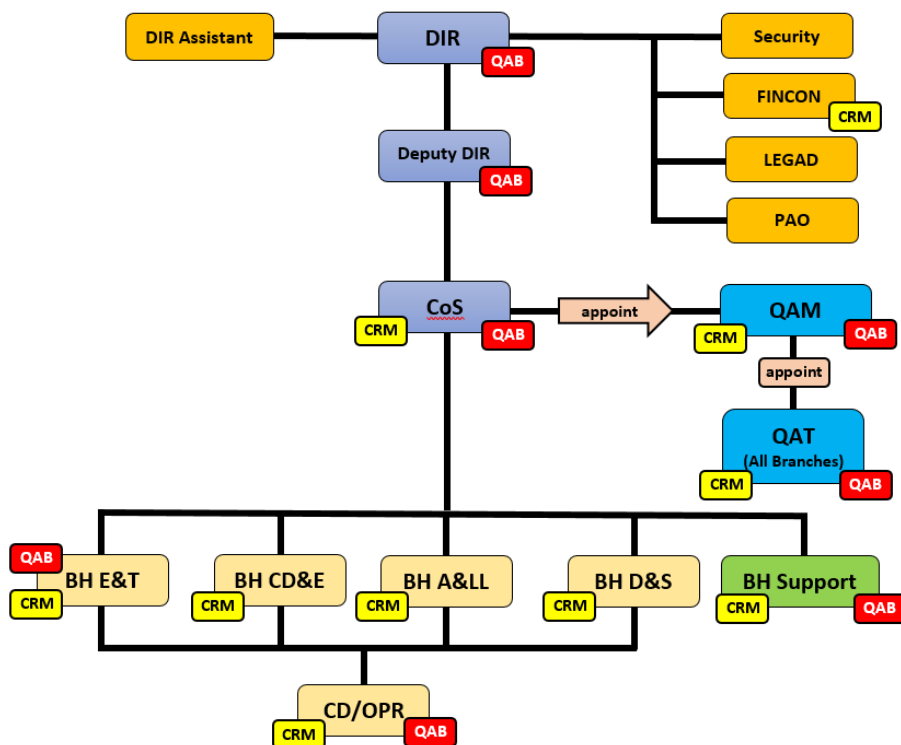 DIR Assistant
DIR
QAB
Security
FINCON
CRM
Deputy DIR
QAB
LEGAD
PAO
CoS
CRM
QAB
appoint
QAM
CRM
QAB
appoint
QAT
(All Branches)
CRM
QAB
QAB
BH E&T
CRM
BH CD&E
CRM
BH A&LL
CRM
BH D&S
CRM
BH Support
CRM
QAB
CD/OPR
CRM
QAB